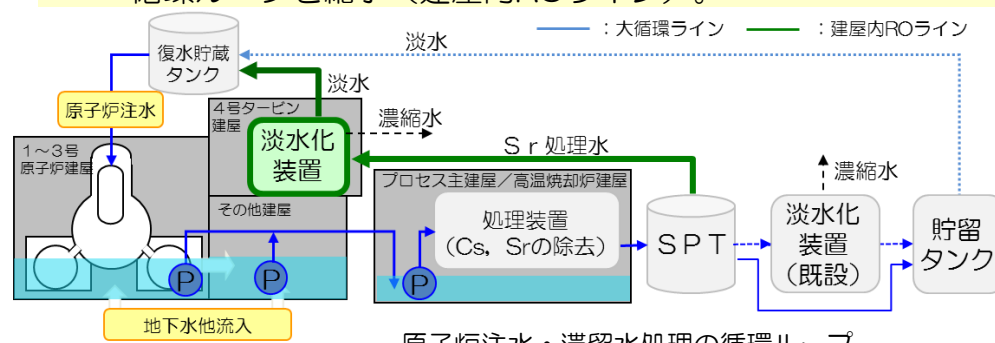 循環ループを縮小（建屋内ROライン）。
：大循環ライン
：建屋内ROライン
淡水
復水貯蔵
タンク
淡水
原子炉注水
4号タービン
建屋
濃縮水
淡水化
装置
Ｓｒ処理水
1～3号
原子炉建屋
プロセス主建屋／高温焼却炉建屋
濃縮水
その他建屋
処理装置
(Cs，Srの除去)
ＳＰＴ
淡水化
装置
(既設)
貯留
タンク
P
P
P
地下水他流入
原子炉注水・滞留水処理の循環ループ